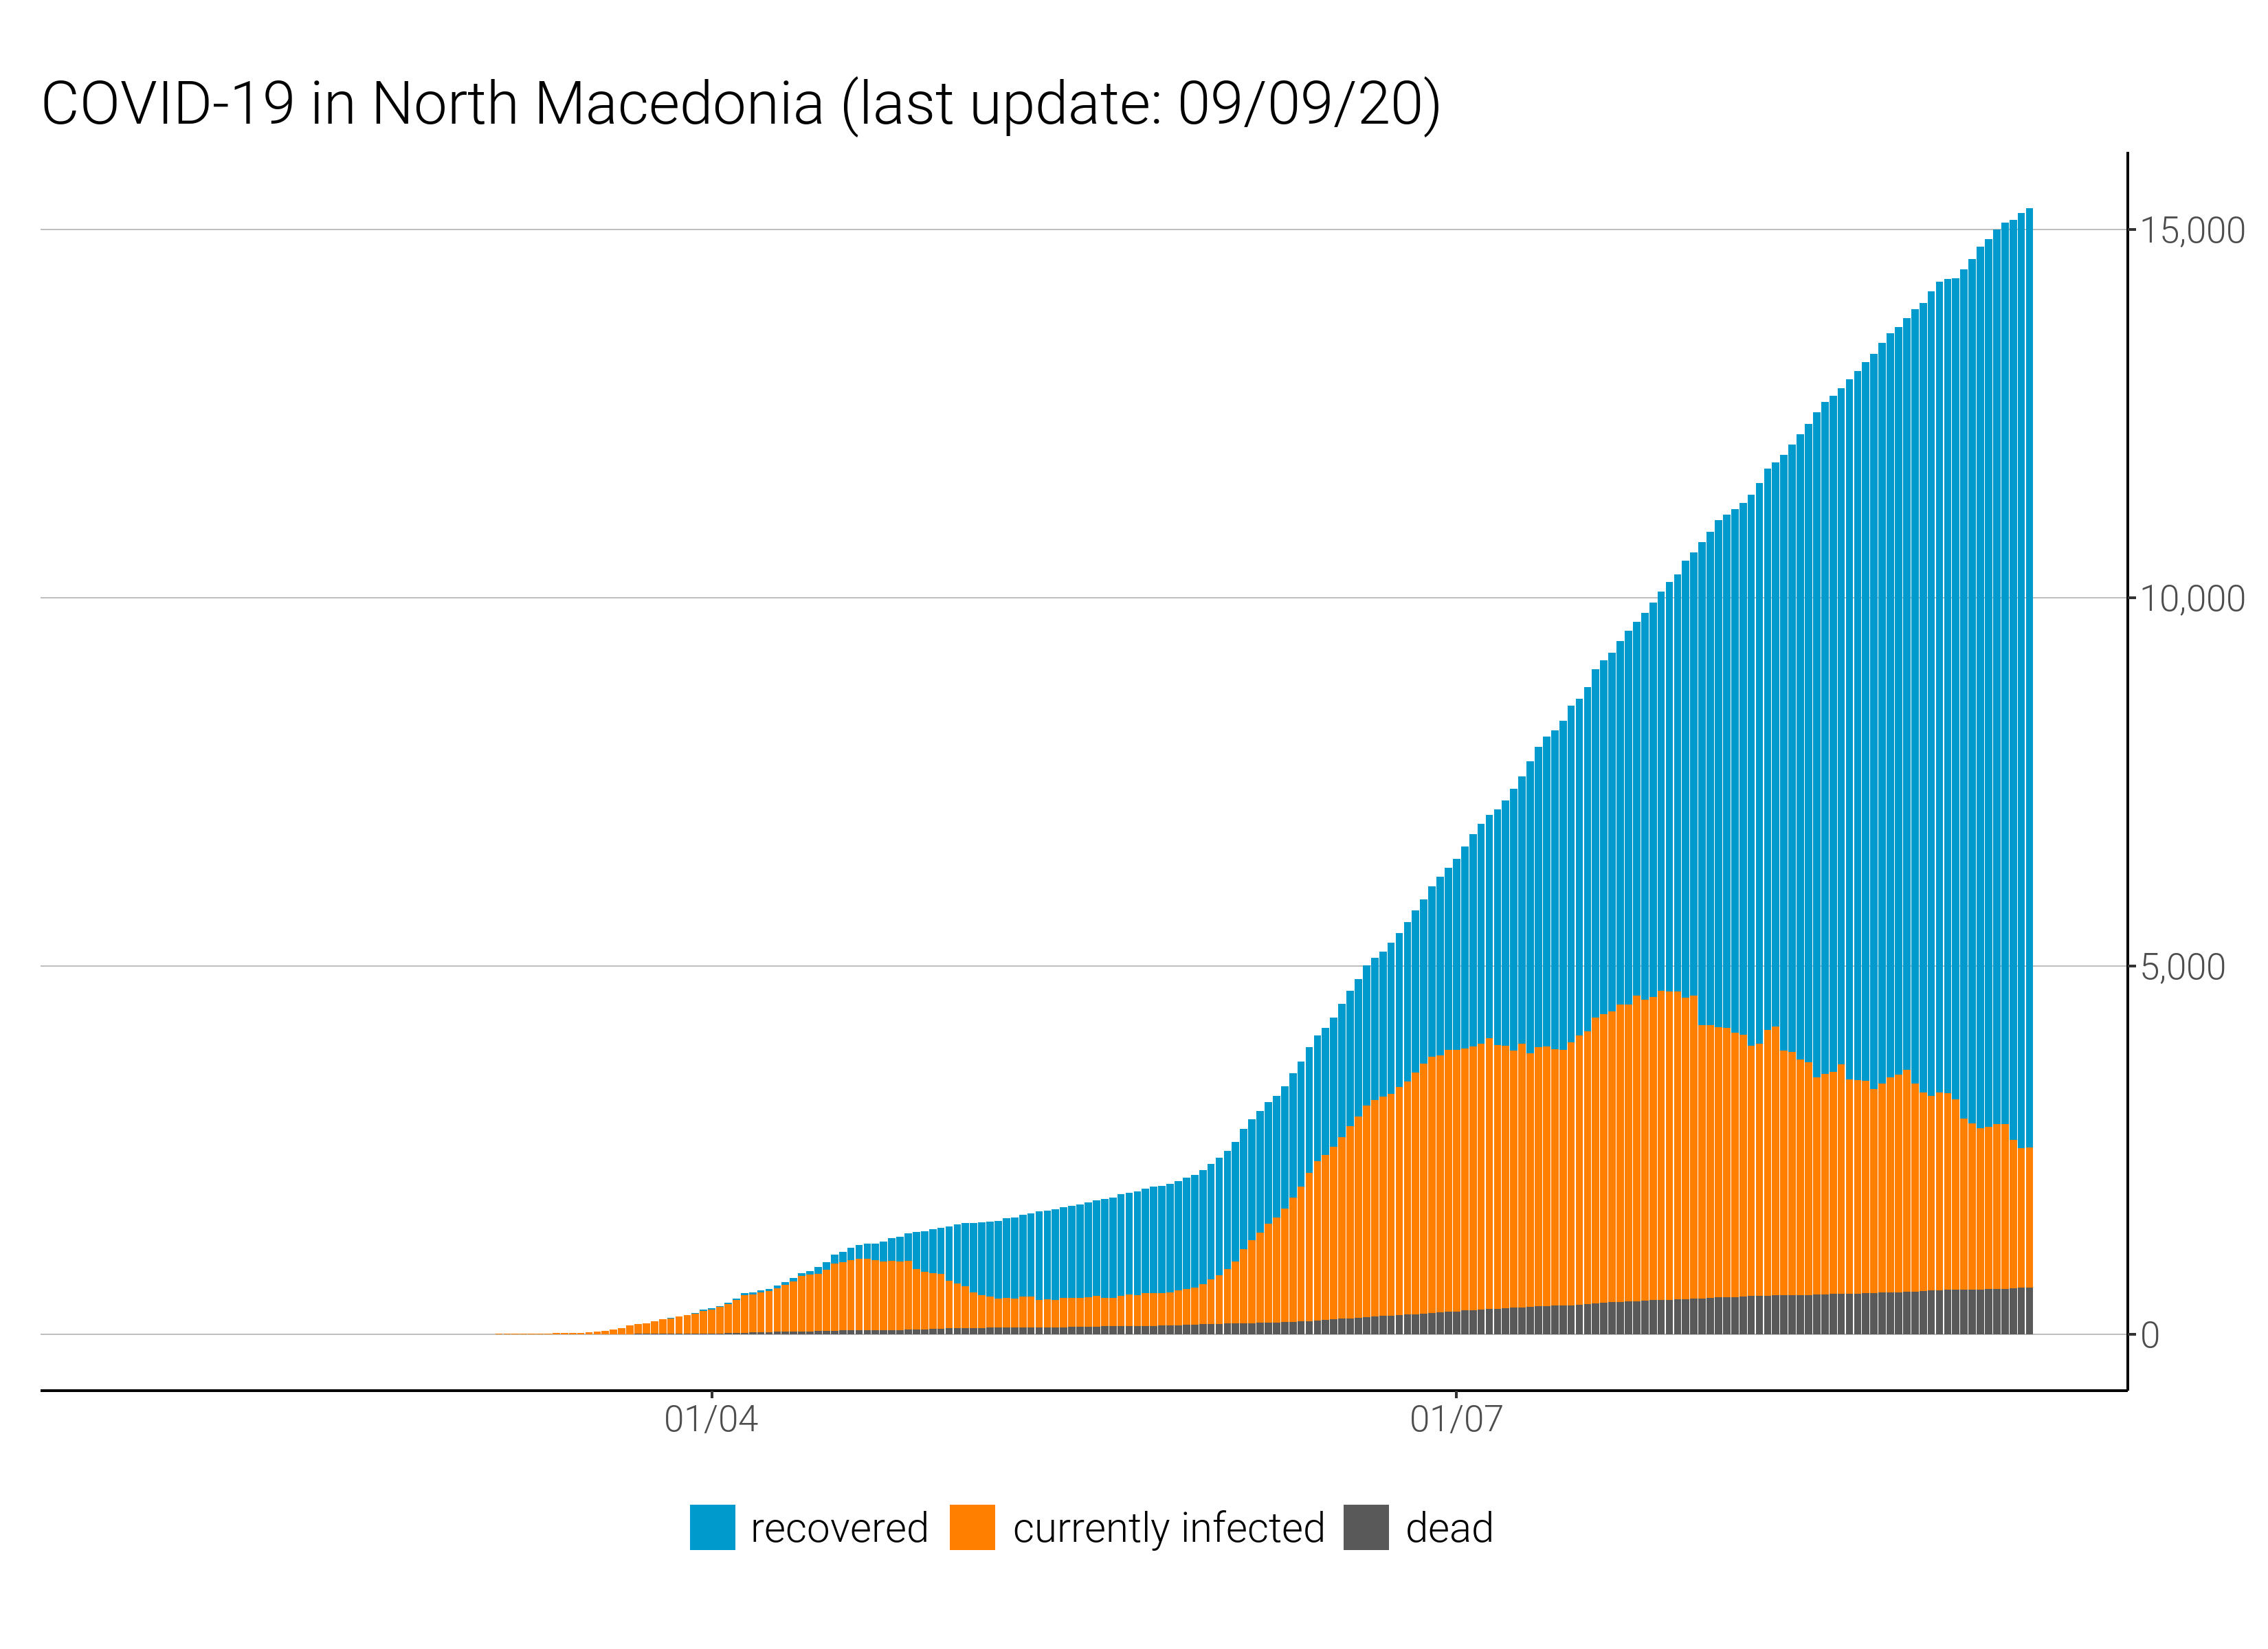 COVID-19 in North Macedonia (last update: 09/09/20)
15,000
10,000
5,000
0
01/04 01/07
recovered currently infected dead